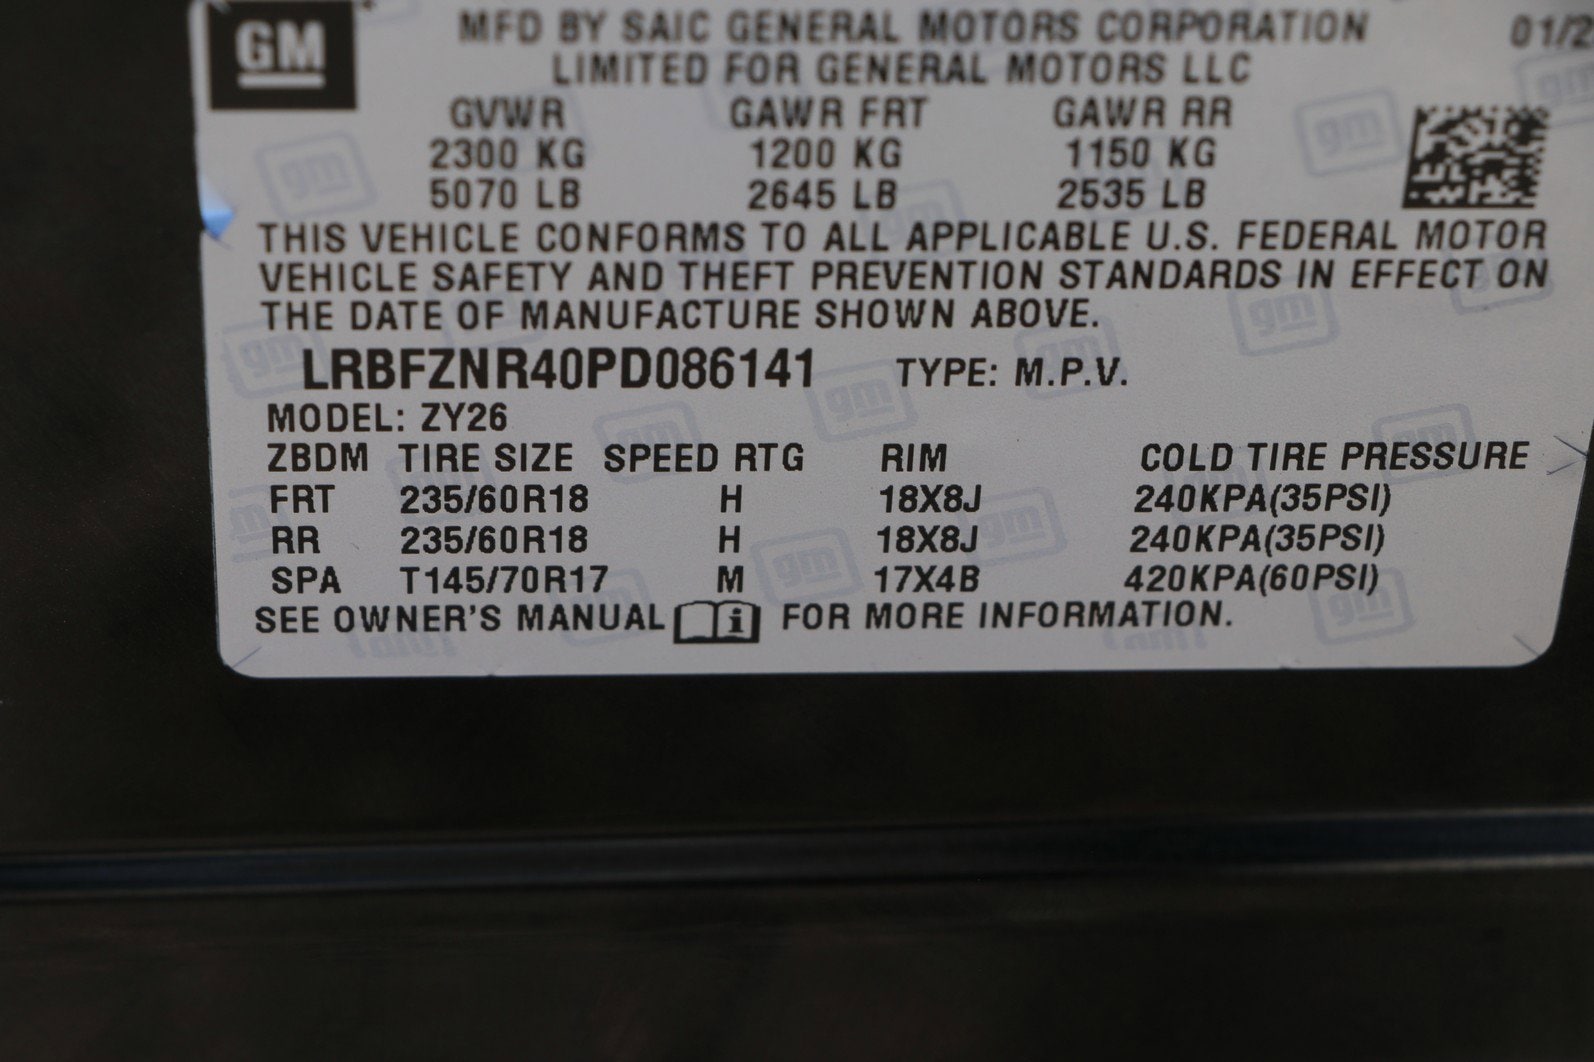 GM MFD BY SAIC GENERAL MOTORS CORPORATION 01/2
LIMITED FOR GENERAL MOTORS LLC
GVWR GAWR FRT GAWR RR
2300 KG 1200 KG 1150 KG
5070 LB 2645 LB 2535 LB
THIS VEHICLE CONFORMS TO ALL APPLICABLE U.S. FEDERAL MOTOR
VEHICLE SAFETY AND THEFT PREVENTION STANDARDS IN EFFECT ON
THE DATE OF MANUFACTURE SHOWN ABOVE.
LRBFZNR40PD086141 TYPE: M.P.V.
MODEL: ZY26
ZBDM TIRE SIZE SPEED RTG RIM COLD TIRE PRESSURE
FRT 235/60R18 H 18X8J 240KPA(35PSI)
RR 235/60R18 H 18X8J 240KPA(35PSI)
SPA T145/70R17 M 17X4B 420KPA(60PSI)
SEE OWNER'S MANUAL i FOR MORE INFORMATION.